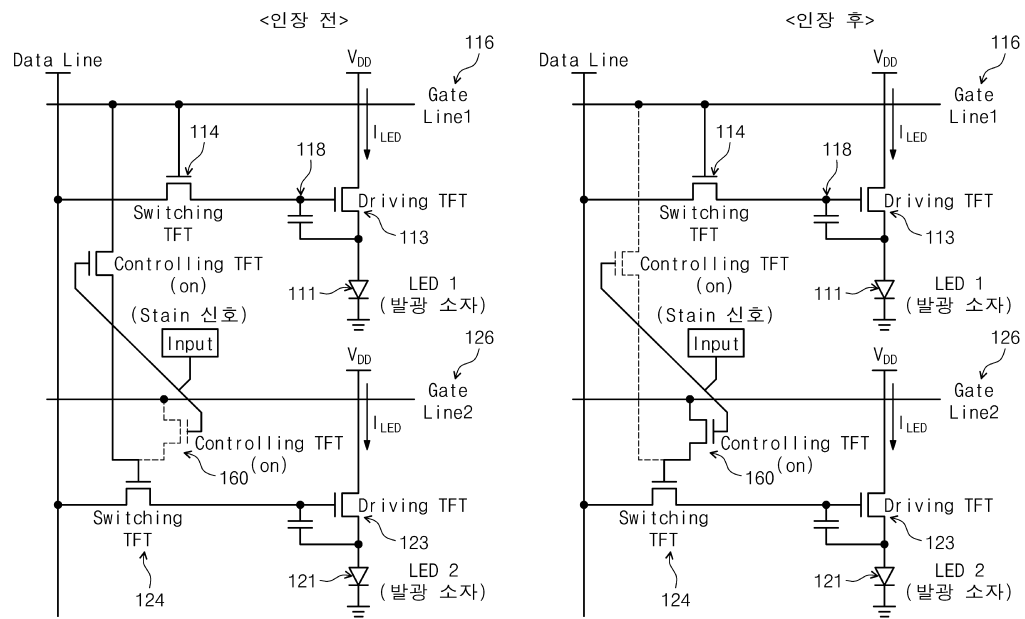 <인장 전>
Data Line
V_DD
116
Gate
Line1
I_LED
114
118
Switching
TFT
Driving TFT
113
Controlling TFT
(on)
111
LED 1
(발광 소자)
(Stain 신호)
Input
V_DD
126
Gate
Line2
I_LED
Controlling TFT
(on)
160
Switching
TFT
Driving TFT
123
124
121
LED 2
(발광 소자)
<인장 후>
Data Line
V_DD
116
Gate
Line1
I_LED
114
118
Switching
TFT
Driving TFT
113
Controlling TFT
(on)
111
LED 1
(발광 소자)
(Stain 신호)
Input
V_DD
126
Gate
Line2
I_LED
Controlling TFT
(on)
160
Switching
TFT
Driving TFT
123
124
121
LED 2
(발광 소자)